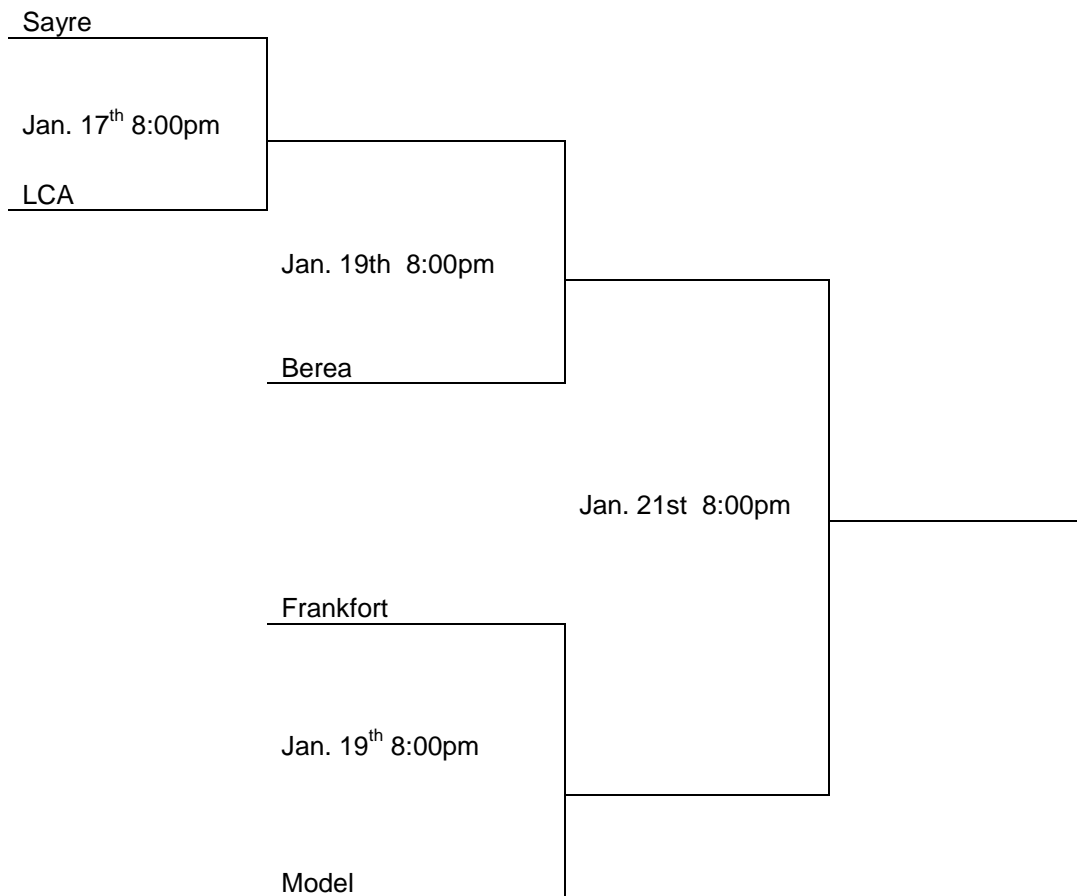 Sayre
Jan. 17th 8:00pm
LCA
Jan. 19th 8:00pm
Berea
Jan. 21st 8:00pm
Frankfort
Jan. 19th 8:00pm
Model